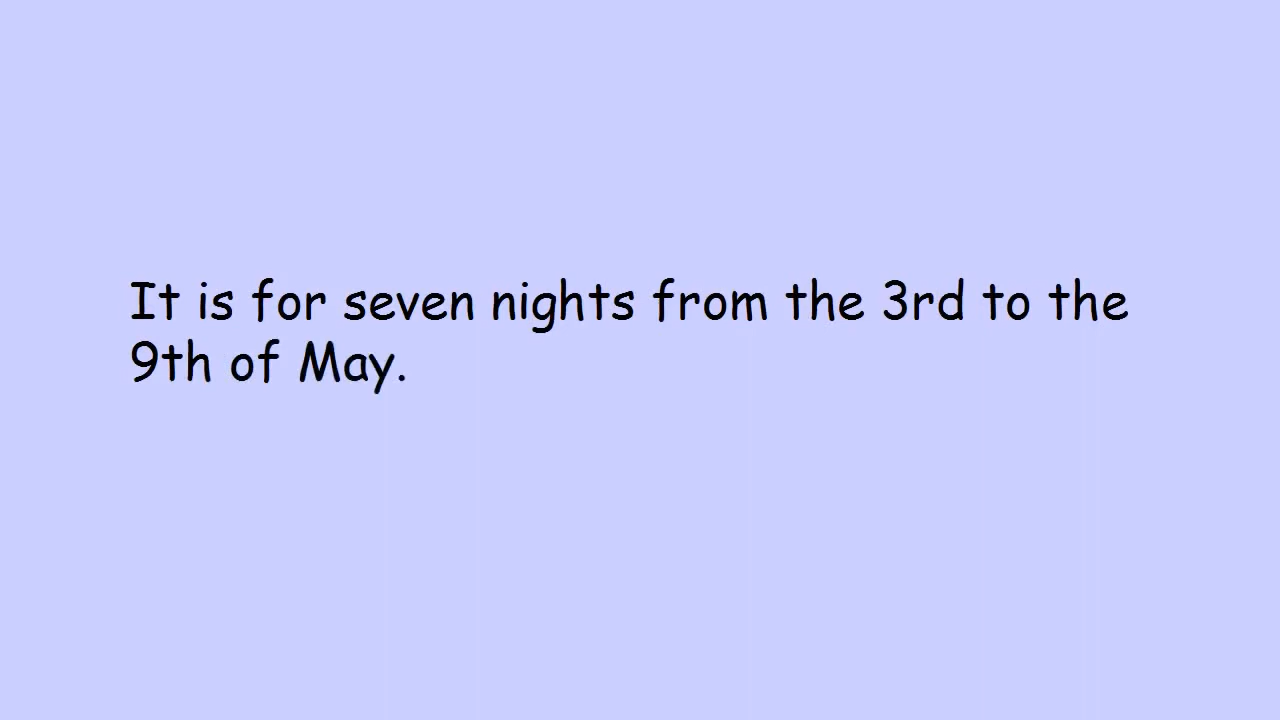 It is for seven nights from the 3rd to the
9th of May.